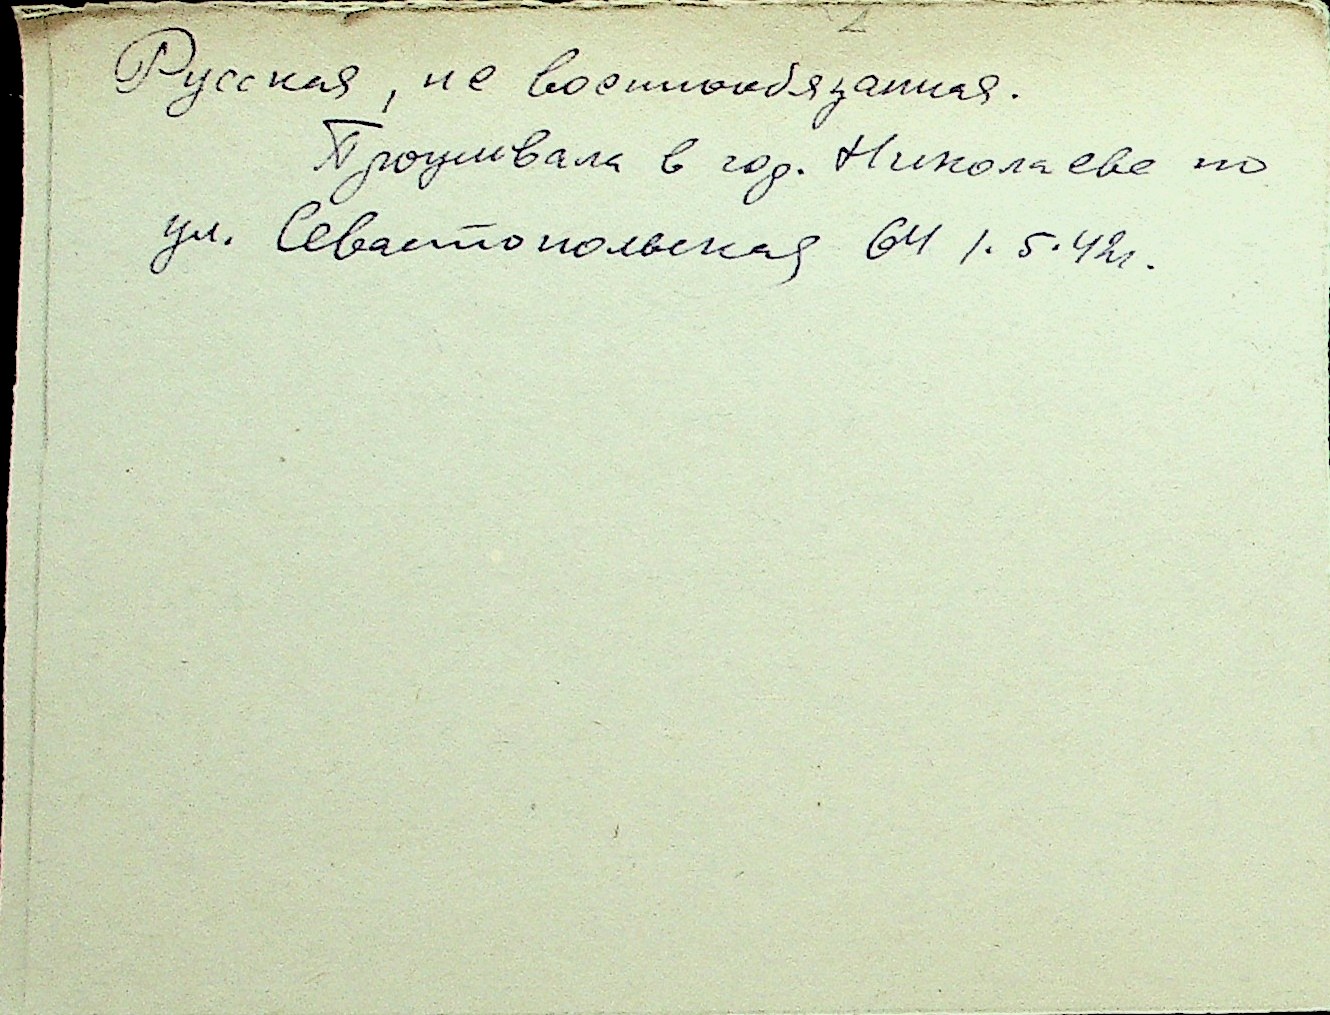 Русская, не военнообязанная.
Проживала в гор. Николаеве по
ул. Севастопольская 64 1.5.42г.